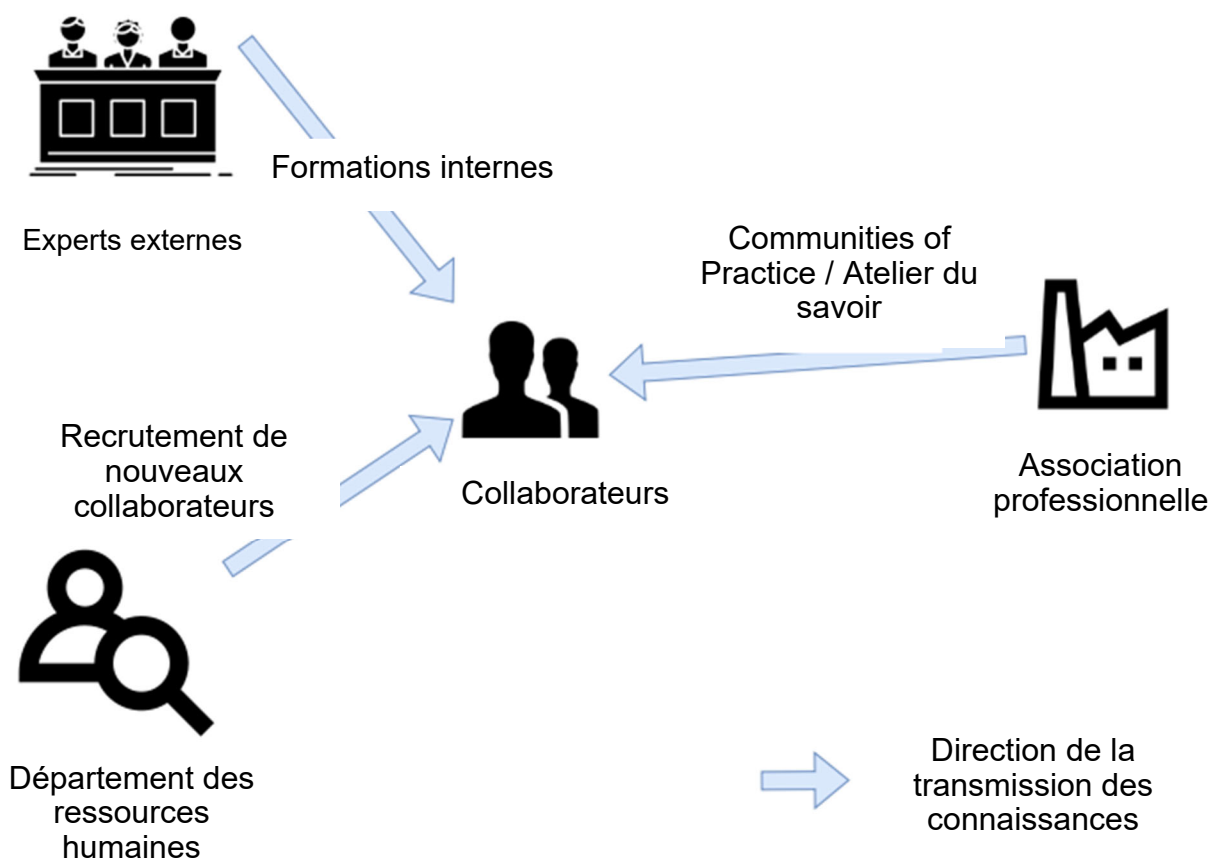 Formations internes
Experts externes
Communities of
Practice / Atelier du
savoir
Recrutement de
nouveaux
collaborateurs
Collaborateurs
Association
professionnelle
Département des
ressources
humaines
Direction de la
transmission des
connaissances